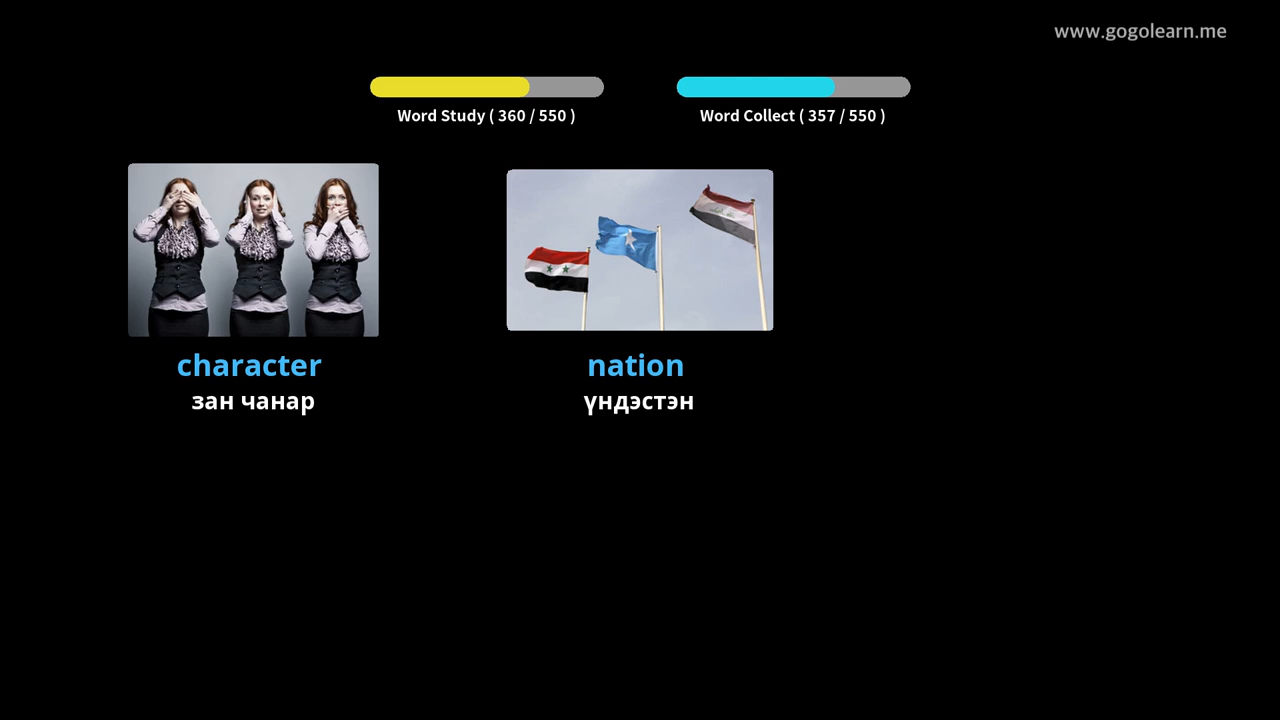 www.gogolearn.me
Word Study ( 360 / 550 )
Word Collect ( 357 / 550 )
character
зан чанар
nation
үндэстэн